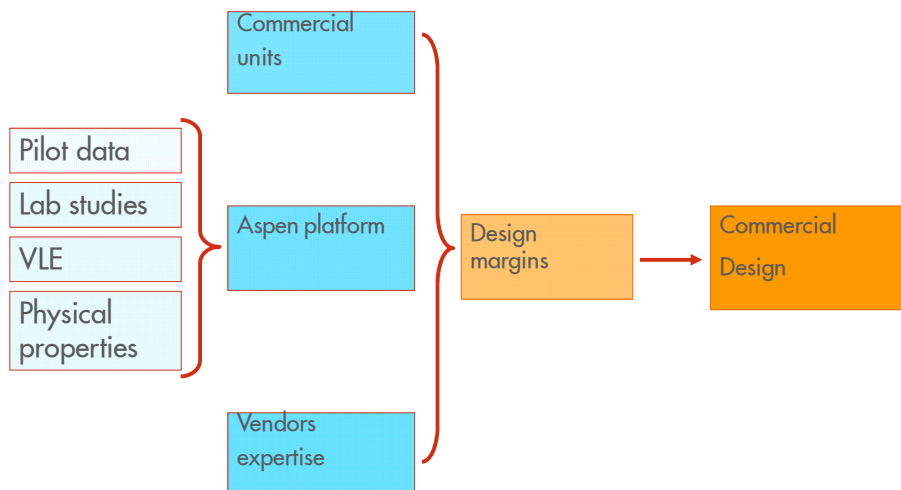 Commercial
units
Pilot data
Lab studies
VLE
Physical
properties
Aspen platform
Vendors
expertise
Design
margins
Commercial
Design